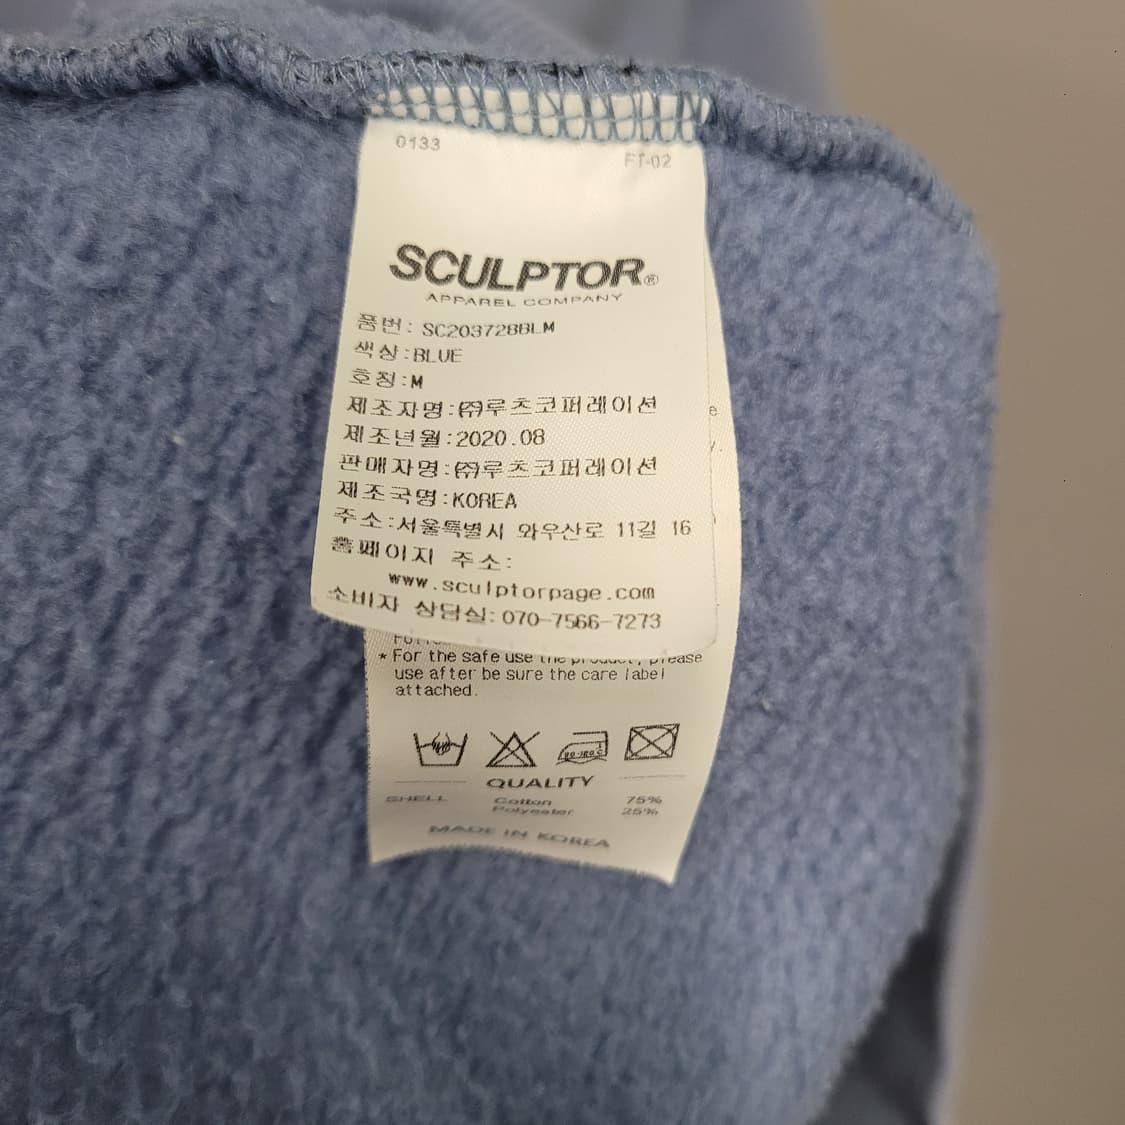 0133
FT-02
SCULPTOR®
APPAREL COMPANY
품번: SC203728BLM
색상:BLUE
호칭:M
제조자명:㈜루츠코퍼레이션
제조년월:2020.08
판매자명:㈜루츠코퍼레이션
제조국명:KOREA
주소:서울특별시 와우산로 11길 16
홈페이지 주소:
www.sculptorpage.com
소비자 상담실: 070-7566-7273
* For the safe use the product, please
use after be sure the care label
attached.
QUALITY
SHELL Cotton 75%
Polyester 25%
MADE IN KOREA